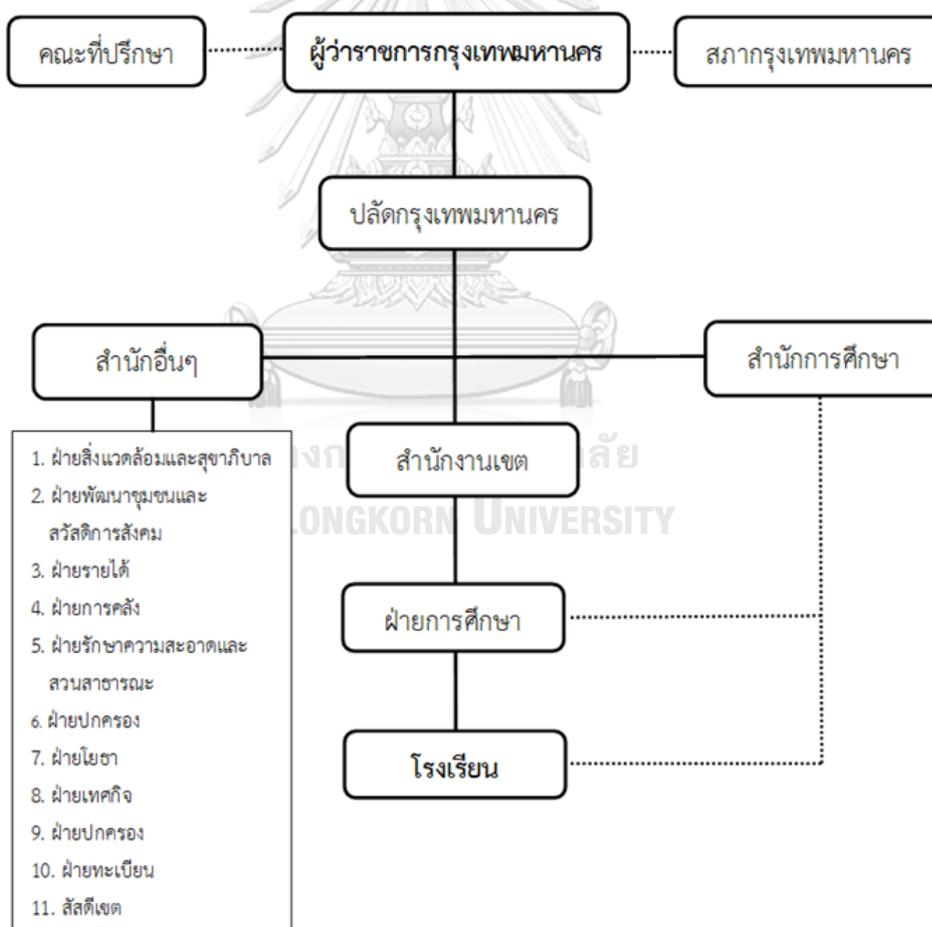 คณะที่ปรึกษา
ผู้ว่าราชการกรุงเทพมหานคร
สภากรุงเทพมหานคร
ปลัดกรุงเทพมหานคร
สำนักอื่นๆ
สำนักการศึกษา
1. ฝ่ายสิ่งแวดล้อมและสุขาภิบาล
2. ฝ่ายพัฒนาชุมชนและ
สวัสดิการสังคม
3. ฝ่ายรายได้
4. ฝ่ายการคลัง
5. ฝ่ายรักษาความสะอาดและ
สวนสาธารณะ
6. ฝ่ายปกครอง
7. ฝ่ายโยธา
8. ฝ่ายเทศกิจ
9. ฝ่ายปกครอง
10. ฝ่ายทะเบียน
11. สัสดีเขต
สำนักงานเขต
LONGKORN UNIVERSITY
ฝ่ายการศึกษา
โรงเรียน